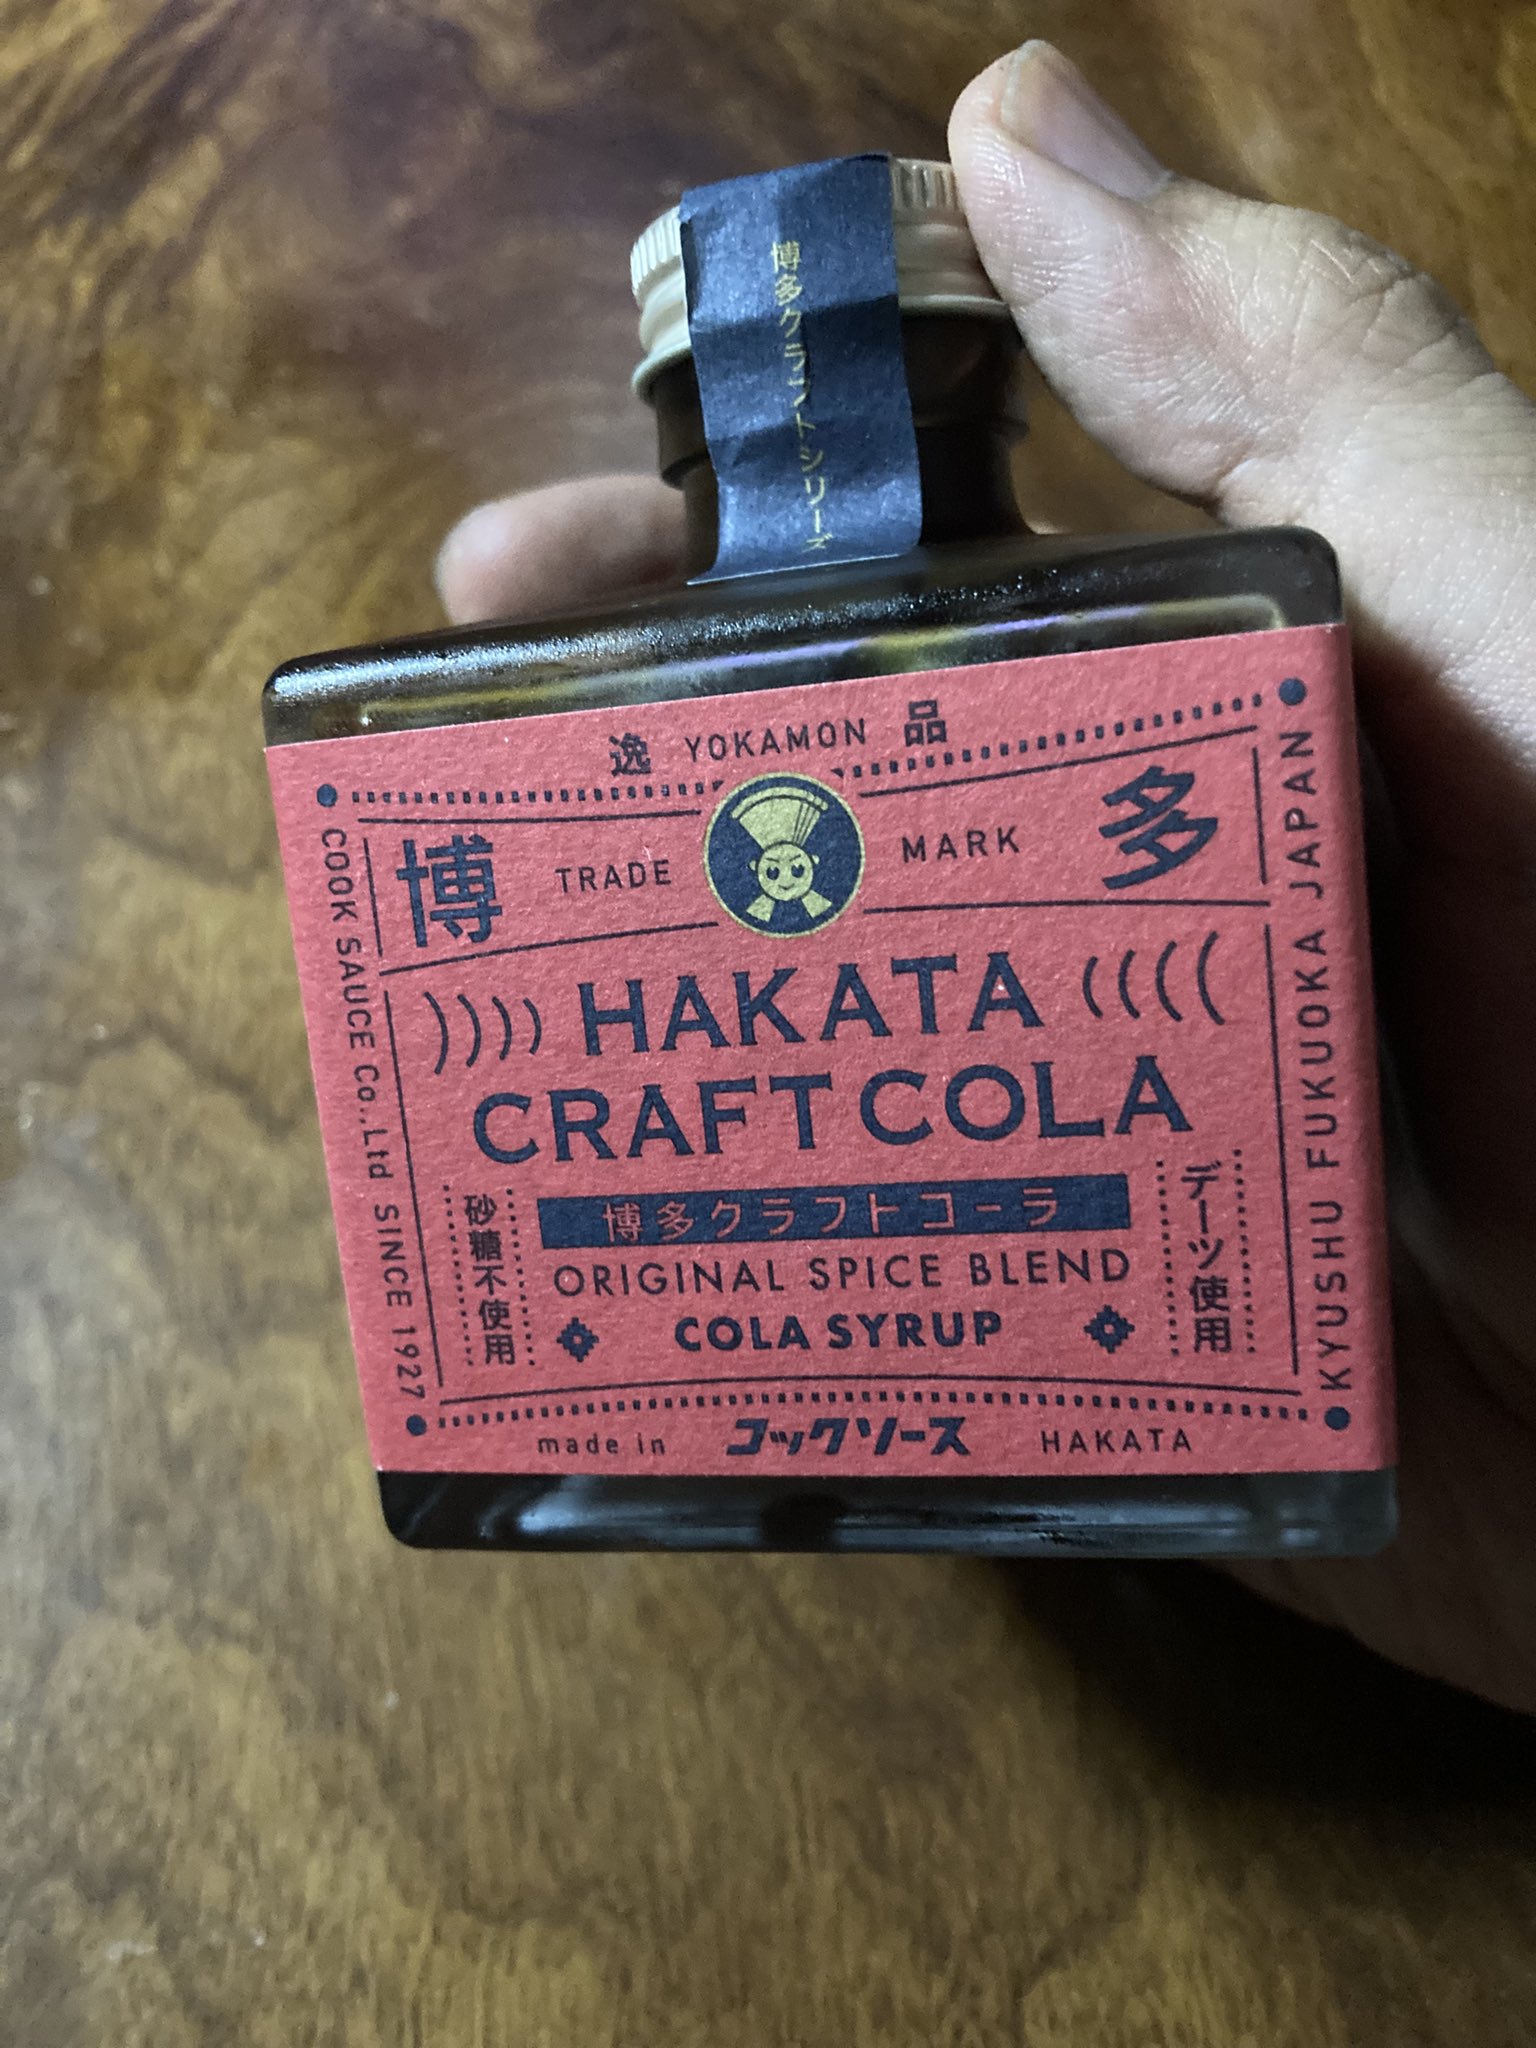 博多クラフトシリーズ
逸 YOKAMON 品
博 TRADE MARK 多
HAKATA
CRAFT COLA
博多クラフトコーラ
ORIGINAL SPICE BLEND
COLA SYRUP
砂糖不使用
デーツ使用
COOK SAUCE Co.,Ltd SINCE 1927
KYUSHU FUKUOKA JAPAN
made in コックソース HAKATA